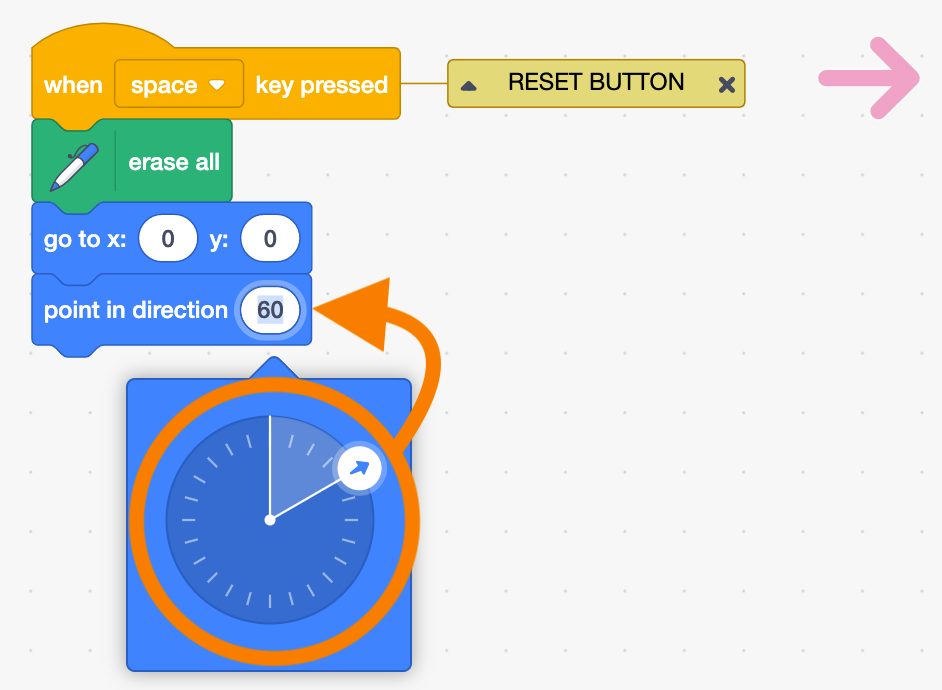 when space key pressed RESET BUTTON
erase all
go to x: 0 y: 0
point in direction 60